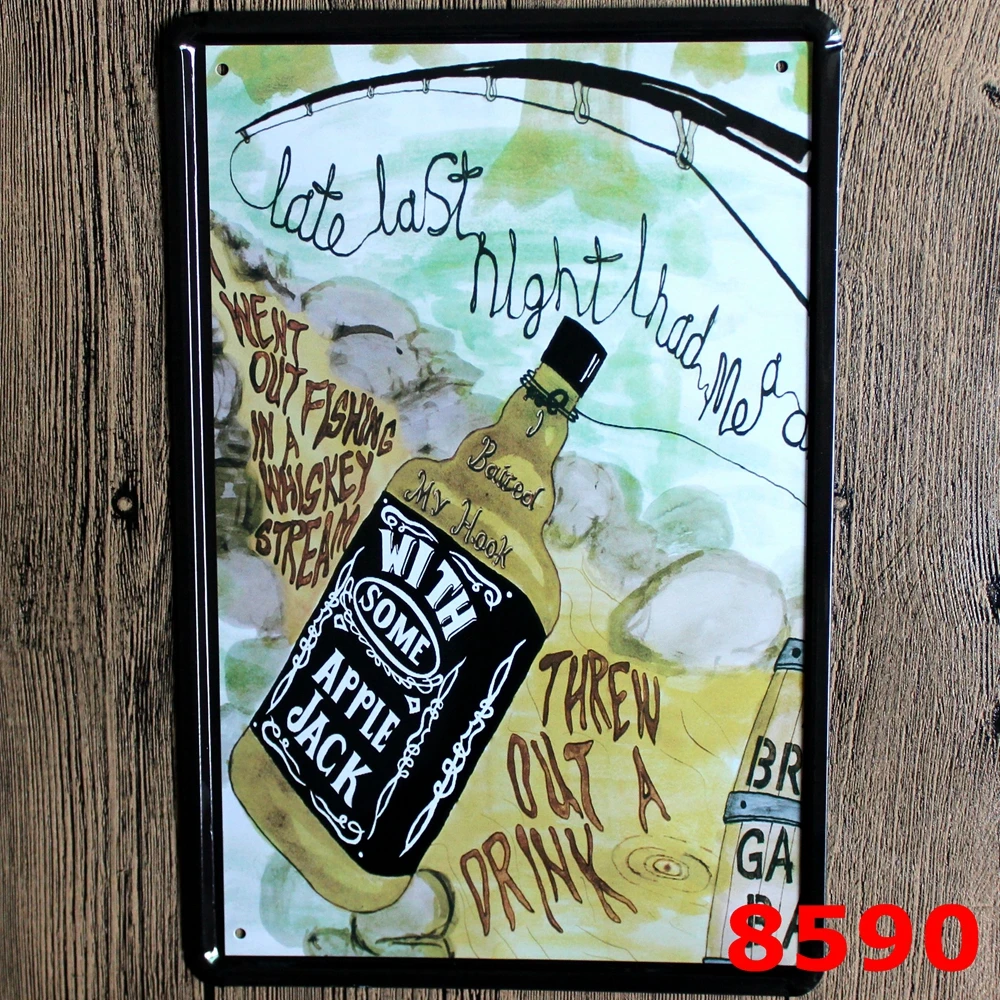 late last
Night I had Me a
I
WENT
OUT FISHING
IN A
WHISKEY
STREAM
I
Baited
My Hook
WITH
SOME
APPLE
JACK
THREW
OUT A
DRINK
BR
GA
8590